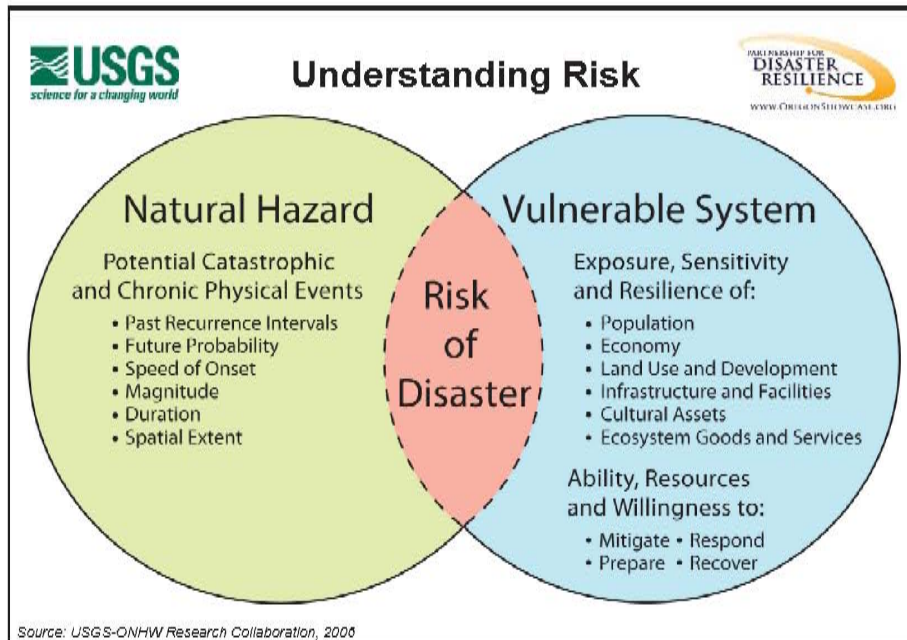 USGS
science for a changing world
Understanding Risk
PARTNERSHIP FOR
DISASTER
RESILIENCE
WWW.OREGONSHOWCASE.ORG
Natural Hazard
Potential Catastrophic
and Chronic Physical Events
• Past Recurrence Intervals
• Future Probability
• Speed of Onset
• Magnitude
• Duration
• Spatial Extent
Risk
of
Disaster
Vulnerable System
Exposure, Sensitivity
and Resilience of:
• Population
• Economy
• Land Use and Development
• Infrastructure and Facilities
• Cultural Assets
• Ecosystem Goods and Services
Ability, Resources
and Willingness to:
• Mitigate • Respond
• Prepare • Recover
Source: USGS-ONHW Research Collaboration, 2006